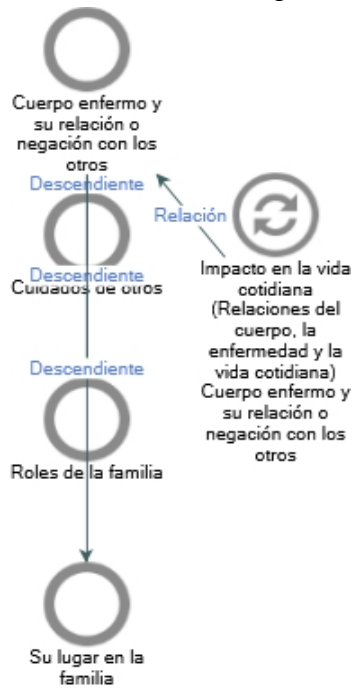 Cuerpo enfermo y
su relación o
negación con los
otros
Descendiente
Relación
Impacto en la vida
cotidiana
(Relaciones del
cuerpo, la
enfermedad y la
vida cotidiana)
Cuerpo enfermo y
su relación o
negación con los
otros
Descendiente
Cuidados de otros
Descendiente
Roles de la familia
Su lugar en la
familia